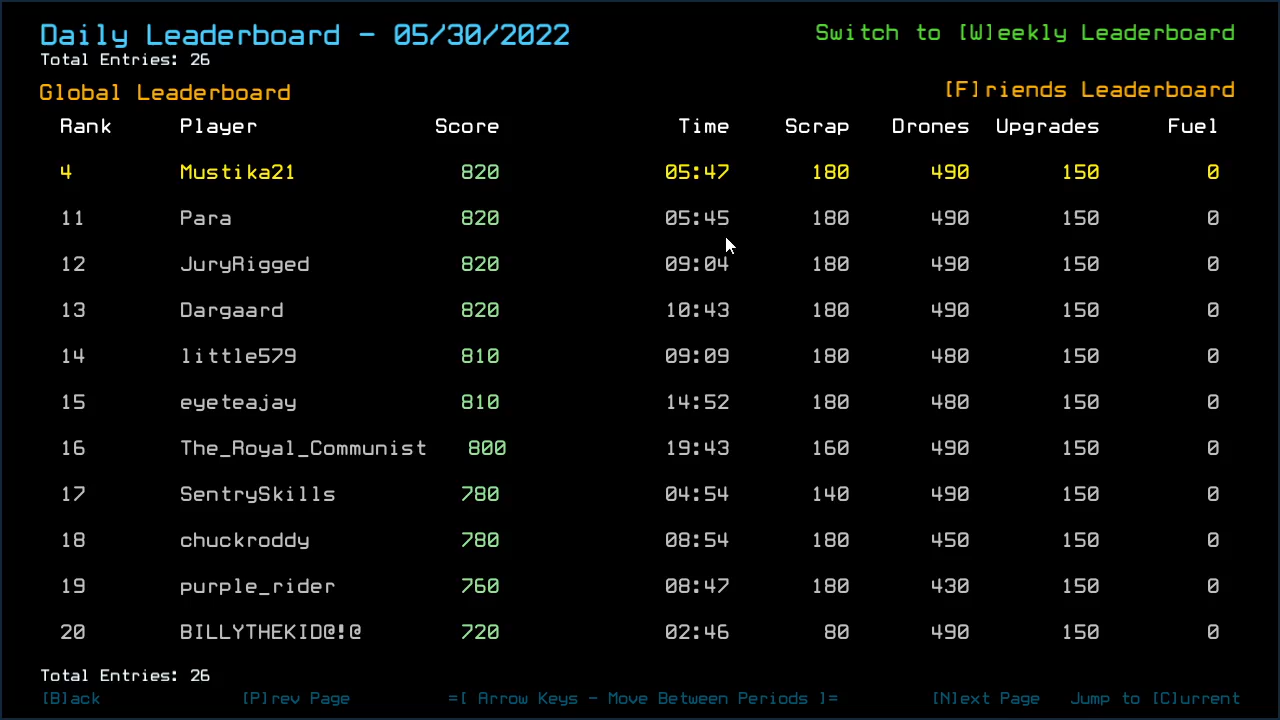 Daily Leaderboard - 05/30/2022 Switch to [W]eekly Leaderboard
Total Entries: 26
Global Leaderboard [F]riends Leaderboard
Rank Player Score Time Scrap Drones Upgrades Fuel
4 Mustika21 820 05:47 180 490 150 0
11 Para 820 05:45 180 490 150 0
12 JuryRigged 820 09:04 180 490 150 0
13 Dargaard 820 10:43 180 490 150 0
14 little579 810 09:09 180 480 150 0
15 eyeteajay 810 14:52 180 480 150 0
16 The_Royal_Communist 800 19:43 160 490 150 0
17 SentrySkills 780 04:54 140 490 150 0
18 chuckroddy 780 08:54 180 450 150 0
19 purple_rider 760 08:47 180 430 150 0
20 BILLYTHEKID@!@ 720 02:46 80 490 150 0
Total Entries: 26
[B]ack [P]rev Page =[ Arrow Keys - Move Between Periods ]= [N]ext Page Jump to [C]urrent